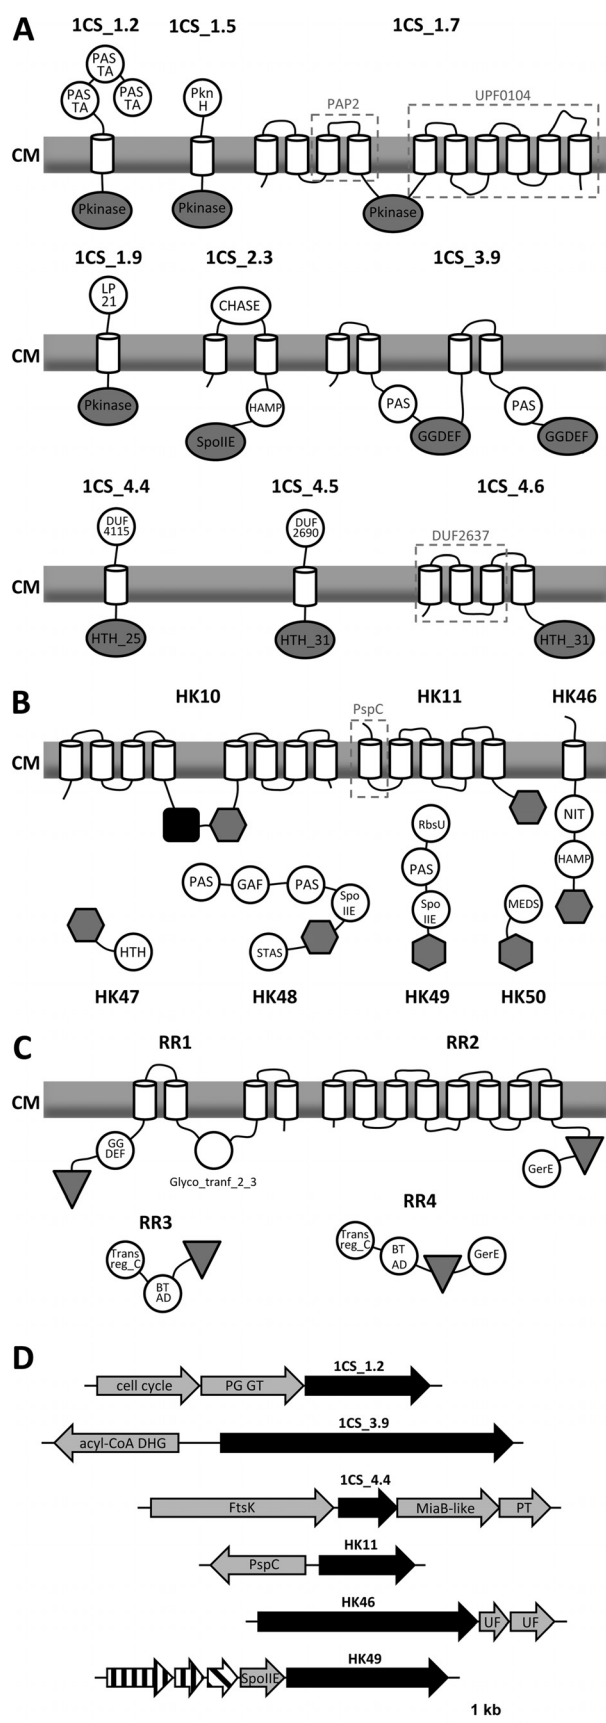 A
1CS_1.2
1CS_1.5
1CS_1.7
PAS
TA
PAS
TA
PAS
TA
Pkn
H
PAP2
UPF0104
CM
Pkinase
Pkinase
Pkinase
1CS_1.9
1CS_2.3
1CS_3.9
LP
21
CHASE
CM
Pkinase
HAMP
SpoIIE
PAS
GGDEF
PAS
GGDEF
1CS_4.4
1CS_4.5
1CS_4.6
DUF
4115
DUF
2690
DUF2637
CM
HTH_25
HTH_31
HTH_31
B
HK10
HK11
HK46
PspC
CM
RbsU
NIT
PAS
GAF
PAS
Spo
IIE
PAS
HAMP
Spo
IIE
MEDS
HTH
STAS
HK47
HK48
HK49
HK50
C
RR1
RR2
CM
GG
DEF
Glyco_tranf_2_3
GerE
RR3
RR4
Trans
reg_C
BT
AD
Trans
reg_C
BT
AD
GerE
D
1CS_1.2
cell cycle
PG GT
1CS_3.9
acyl-CoA DHG
1CS_4.4
FtsK
MiaB-like
PT
HK11
PspC
HK46
UF
UF
HK49
SpoIIE
1 kb